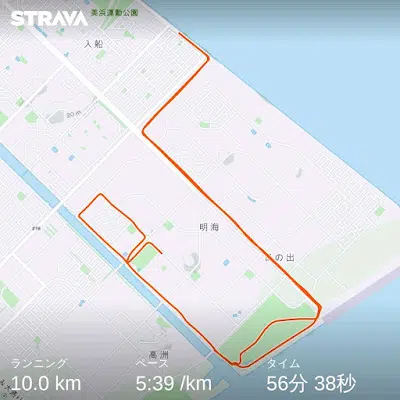 STRAVA
美浜運動公園
入船
20 m
明海
日の出
高洲
ランニング
10.0 km
ペース
5:39 /km
タイム
56分 38秒